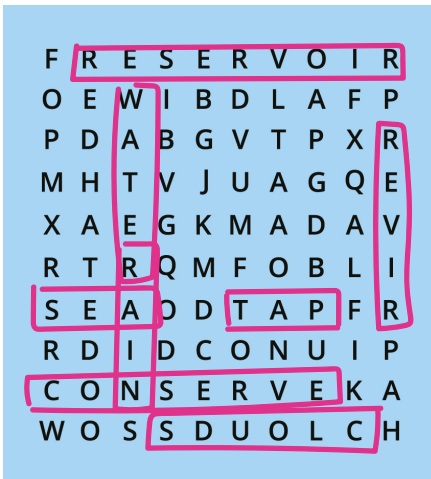 F R E S E R V O I R
O E W I B D L A F P
P D A B G V T P X R
M H T V J U A G Q E
X A E G K M A D A V
R T R Q M F O B L I
S E A O D T A P F R
R D I D C O N U I P
C O N S E R V E K A
W O S S D U O L C H